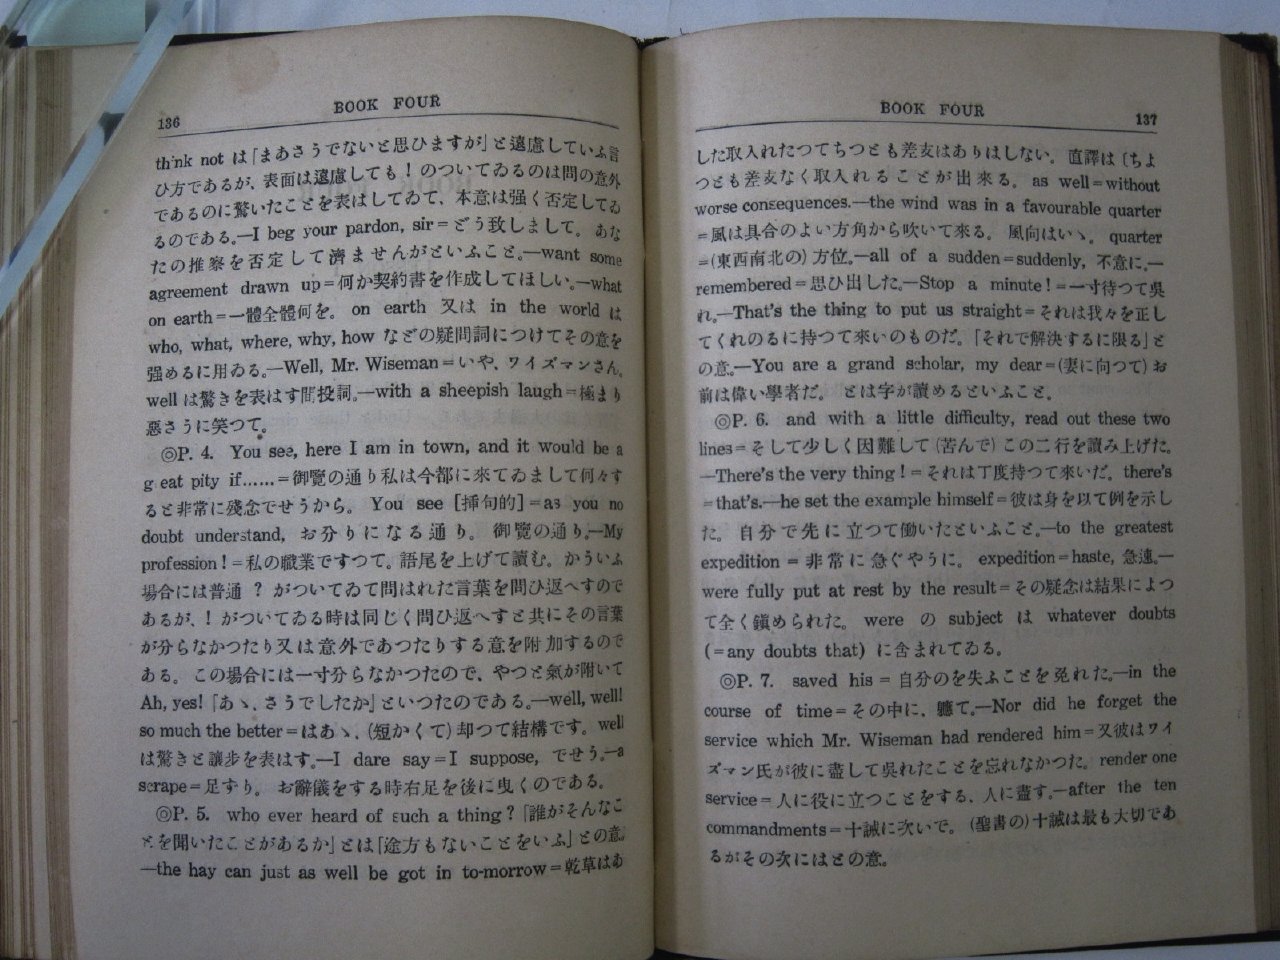 136
BOOK FOUR
think not は「まあさうでないと思ひますが」と遠慮していふ言
ひ方であるが、表面は遠慮しても！のついてゐるのは問の意外
であるのに驚いたことを表はしてゐて、本意は强く否定してゐ
るのである。—I beg your pardon, sir=どう致しまして。あな
たの推察を否定して濟ませんがといふこと。—want some
agreement drawn up=何か契約書を作成してほしい。—what
on earth=一體全體何を。 on earth 又は in the world は
who, what, where, why, how などの疑問詞につけてその意を
强めるに用ゐる。—Well, Mr. Wiseman=いや、ワイズマンさん。
well は驚きを表はす間投詞。—with a sheepish laugh=極まり
惡さうに笑つて。
◎P. 4. You see, here I am in town, and it would be a
great pity if......=御覽の通り私は今都に來てゐまして何々す
ると非常に殘念でせうから。 You see [挿句的]=as you no
doubt understand, お分りになる通り。 御覽の通り。—My
profession!=私の職業ですつて。語尾を上げて讀む。かういふ
場合には普通？がついてゐて問はれた言葉を問ひ返へすので
あるが、！がついてゐる時は同じく問ひ返へすと共にその言葉
が分らなかつたり又は意外であつたりする意を附加するので
ある。この場合には一寸分らなかつたので、やつと氣が附いて
Ah, yes!「あゝ、さうでしたか」といつたのである。—well, well!
so much the better=はあゝ、(短かくて)却つて結構です。 well
は驚きと讓步を表はす。—I dare say=I suppose, でせう。—a
scrape=足ずり。 お辭儀をする時右足を後に曳くのである。
◎P. 5. who ever heard of such a thing?「誰がそんなこ
とを聞いたことがあるか」とは「途方もないことをいふ」との意。
—the hay can just as well be got in to-morrow=乾草はあ
BOOK FOUR
137
した取入れたつてちつとも差支はありはしない。 直譯は〔ちよ
つとも差支なく取入れることが出來る。 as well=without
worse consequences.—the wind was in a favourable quarter
=風は具合のよい方角から吹いて來る。 風向はいゝ。 quarter
=(東西南北の)方位。—all of a sudden=suddenly, 不意に。—
remembered=思ひ出した。—Stop a minute!=一寸待つて吳
れ。—That's the thing to put us straight=それは我々を正し
てくれのるに持つて來いのものだ。「それで解決するに限る」と
の意。—You are a grand scholar, my dear=(妻に向つて)お
前は偉い學者だ。 とは字が讀めるといふこと。
◎P. 6. and with a little difficulty, read out these two
lines=そして少しく因難して(苦んで)この二行を讀み上げた。
—There's the very thing!=それは丁度持つて來いだ。 there's
=that's.—he set the example himself=彼は身を以て例を示し
た。 自分で先に立つて働いたといふこと。—to the greatest
expedition=非常に急ぐやうに。 expedition=haste, 急速。—
were fully put at rest by the result=その疑念は結果によつ
て全く鎭められた。 were の subject は whatever doubts
(=any doubts that) に含まれてゐる。
◎P. 7. saved his=自分のを失ふことを免れた。—in the
course of time=その中に、軈て。—Nor did he forget the
service which Mr. Wiseman had rendered him=又彼はワイ
ズマン氏が彼に盡して吳れたことを忘れなかつた。 render one
service=人に役に立つことをする、人に盡す。—after the ten
commandments=十誡に次いで。 (聖書の)十誡は最も大切であ
るがその次にはとの意。